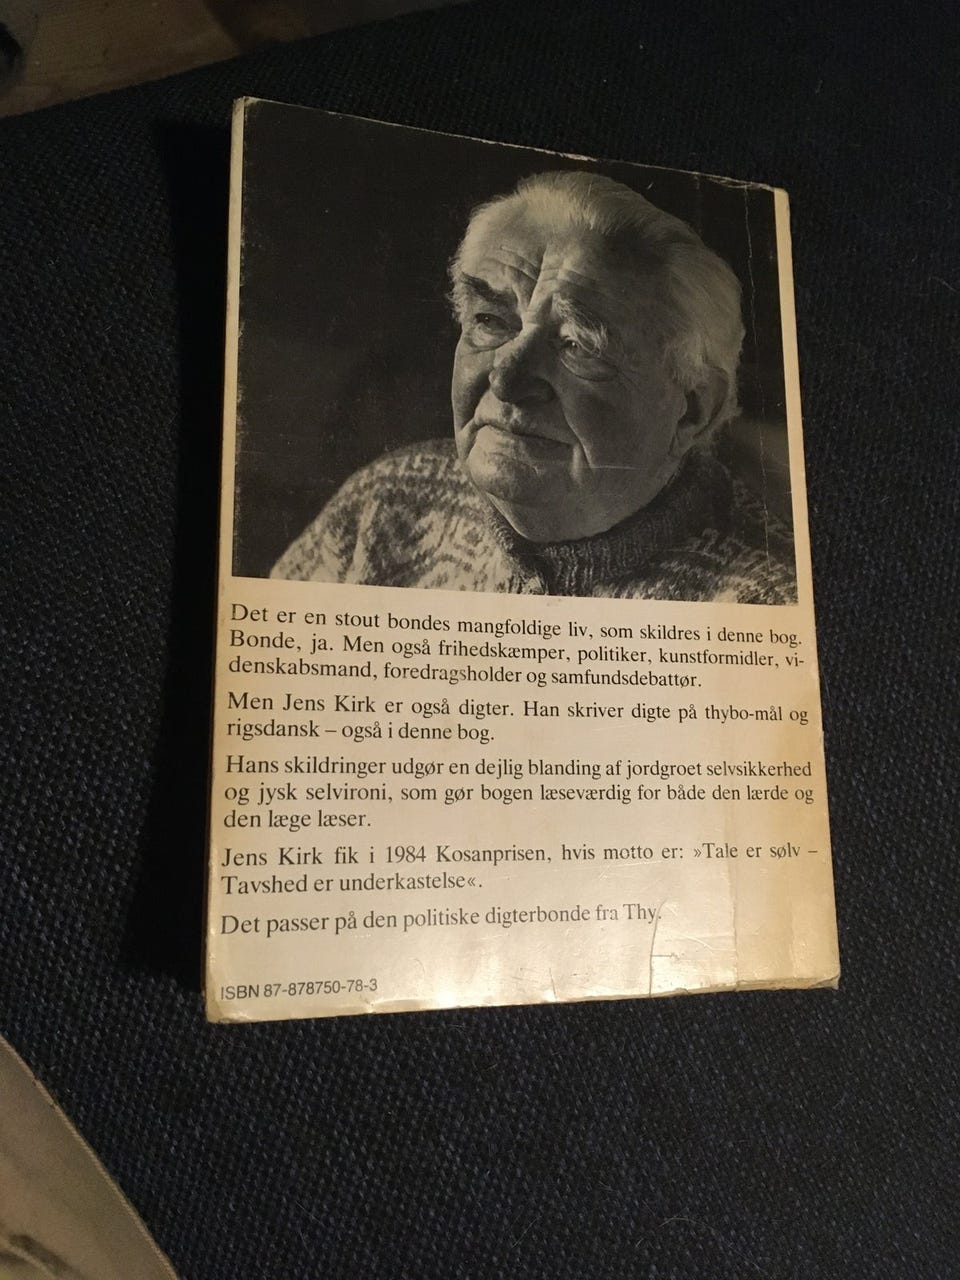 Det er en stout bondes mangfoldige liv, som skildres i denne bog.
Bonde, ja. Men også frihedskæmper, politiker, kunstformidler, vi-
denskabsmand, foredragsholder og samfundsdebattør.
Men Jens Kirk er også digter. Han skriver digte på thybo-mål og
rigsdansk – også i denne bog.
Hans skildringer udgør en dejlig blanding af jordgroet selvsikkerhed
og jysk selvironi, som gør bogen læseværdig for både den lærde og
den læge læser.
Jens Kirk fik i 1984 Kosanprisen, hvis motto er: »Tale er sølv –
Tavshed er underkastelse«.
Det passer på den politiske digterbonde fra Thy.
ISBN 87-878750-78-3